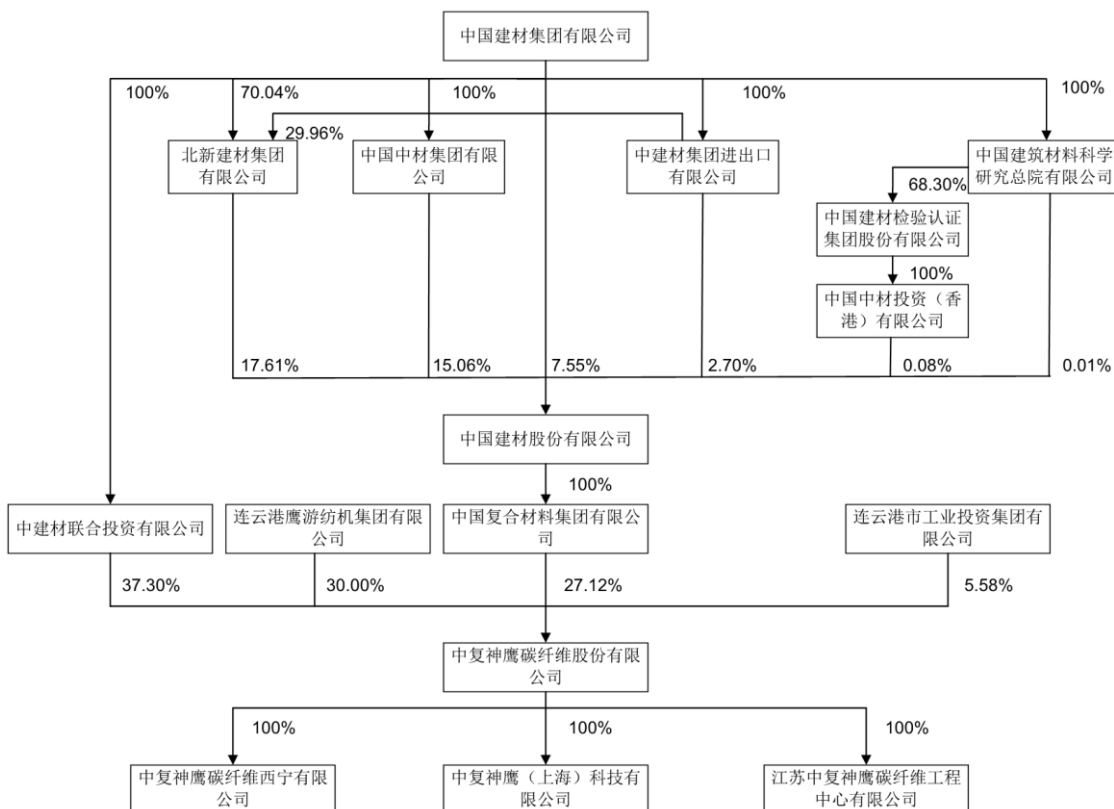 中国建材集团有限公司
100%
70.04%
100%
100%
100%
29.96%
北新建材集团
有限公司
中国中材集团有限
公司
中建材集团进出口
有限公司
中国建筑材料科学
研究总院有限公司
68.30%
中国建材检验认证
集团股份有限公司
100%
中国中材投资（香
港）有限公司
17.61%
15.06%
7.55%
2.70%
0.08%
0.01%
中国建材股份有限公司
100%
中建材联合投资有限公司
连云港鹰游纺机集团有限
公司
中国复合材料集团有限公
司
连云港市工业投资集团有
限公司
37.30%
30.00%
27.12%
5.58%
中复神鹰碳纤维股份有限
公司
100%
100%
100%
中复神鹰碳纤维西宁有限
公司
中复神鹰（上海）科技有
限公司
江苏中复神鹰碳纤维工程
中心有限公司